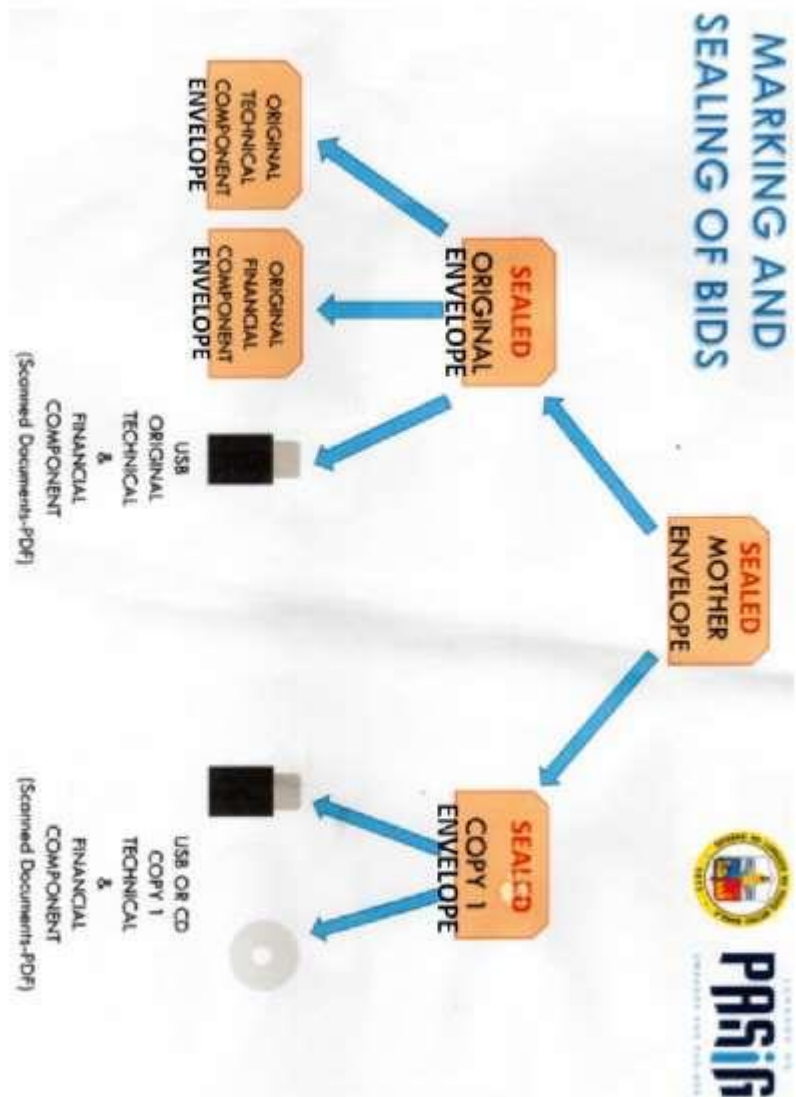 MARKING AND
SEALING OF BIDS
PASIG
SEALED
MOTHER
ENVELOPE
SEALED
ORIGINAL
ENVELOPE
SEALED
COPY 1
ENVELOPE
ORIGINAL
TECHNICAL
COMPONENT
ENVELOPE
ORIGINAL
FINANCIAL
COMPONENT
ENVELOPE
USB
ORIGINAL
TECHNICAL
&
FINANCIAL
COMPONENT
(Scanned Documents-PDF)
USB OR CD
COPY 1
TECHNICAL
&
FINANCIAL
COMPONENT
(Scanned Documents-PDF)